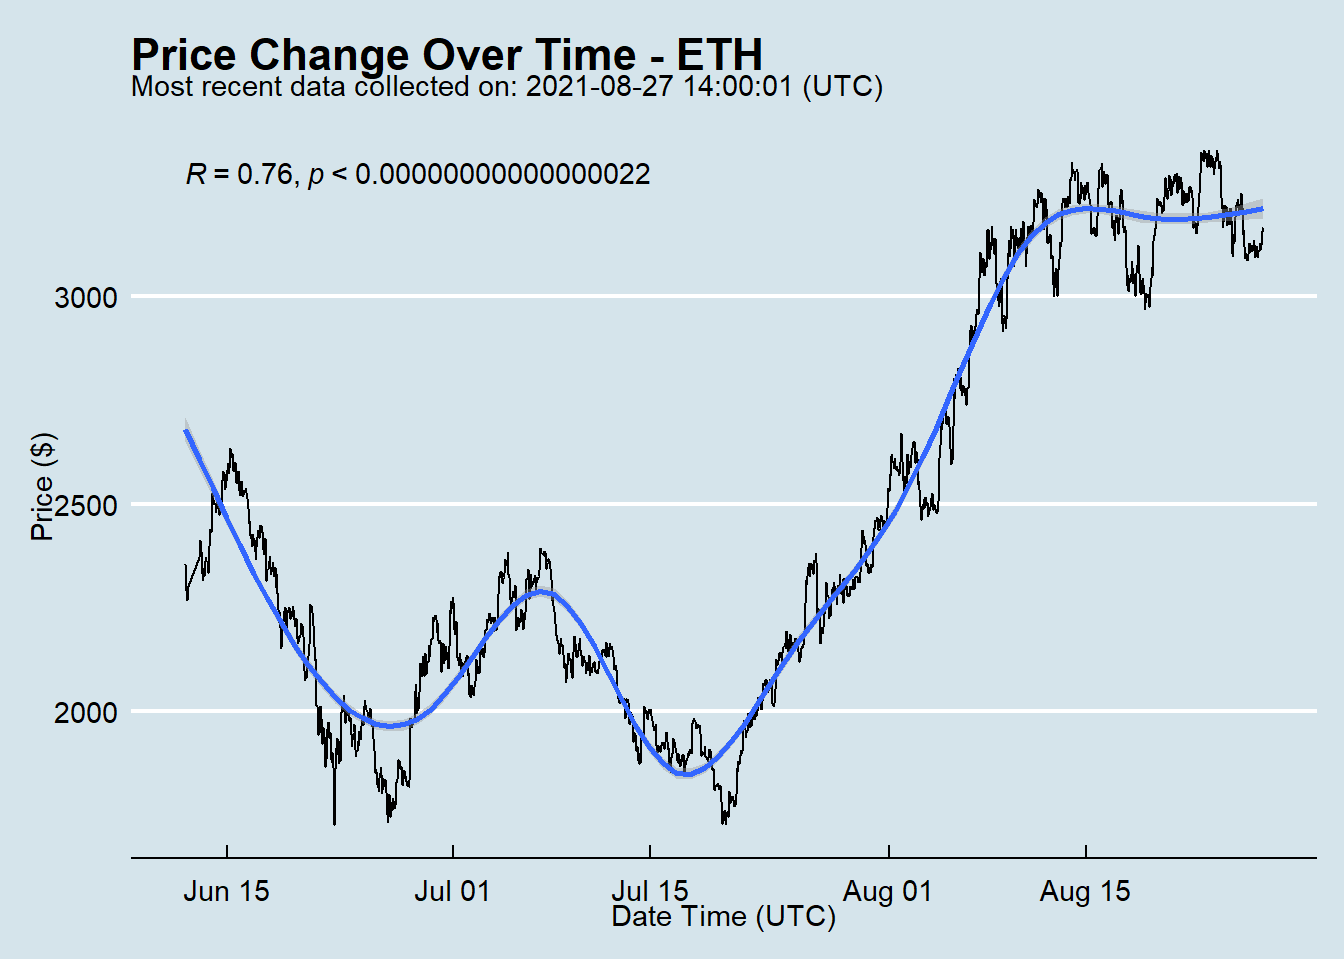 Price Change Over Time - ETH
Most recent data collected on: 2021-08-27 14:00:01 (UTC)
R = 0.76, p < 0.00000000000000022
3000
2500
2000
Price ($)
Jun 15 Jul 01 Jul 15 Aug 01 Aug 15
Date Time (UTC)